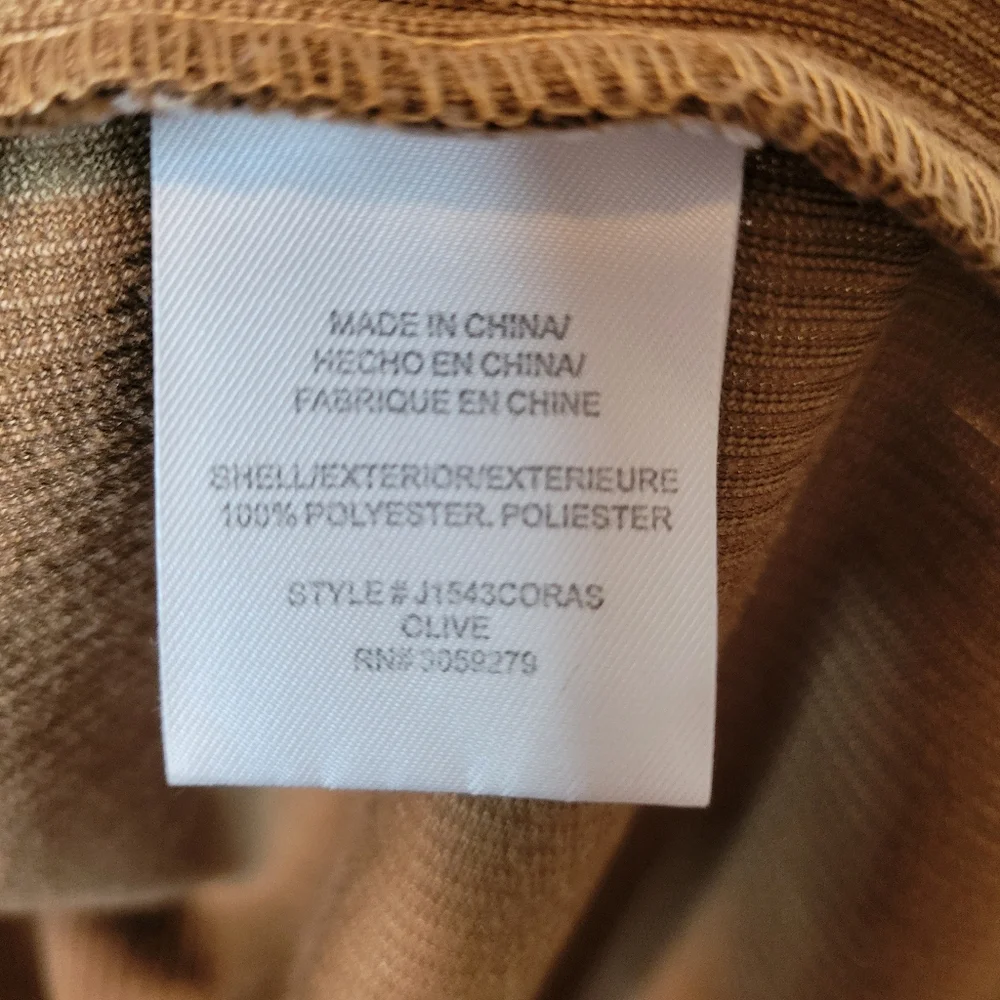 MADE IN CHINA/
HECHO EN CHINA/
FABRIQUE EN CHINE
SHELL/EXTERIOR/EXTERIEURE
100% POLYESTER. POLIESTER
STYLE # J1543CORAS
OLIVE
RN# 3059279